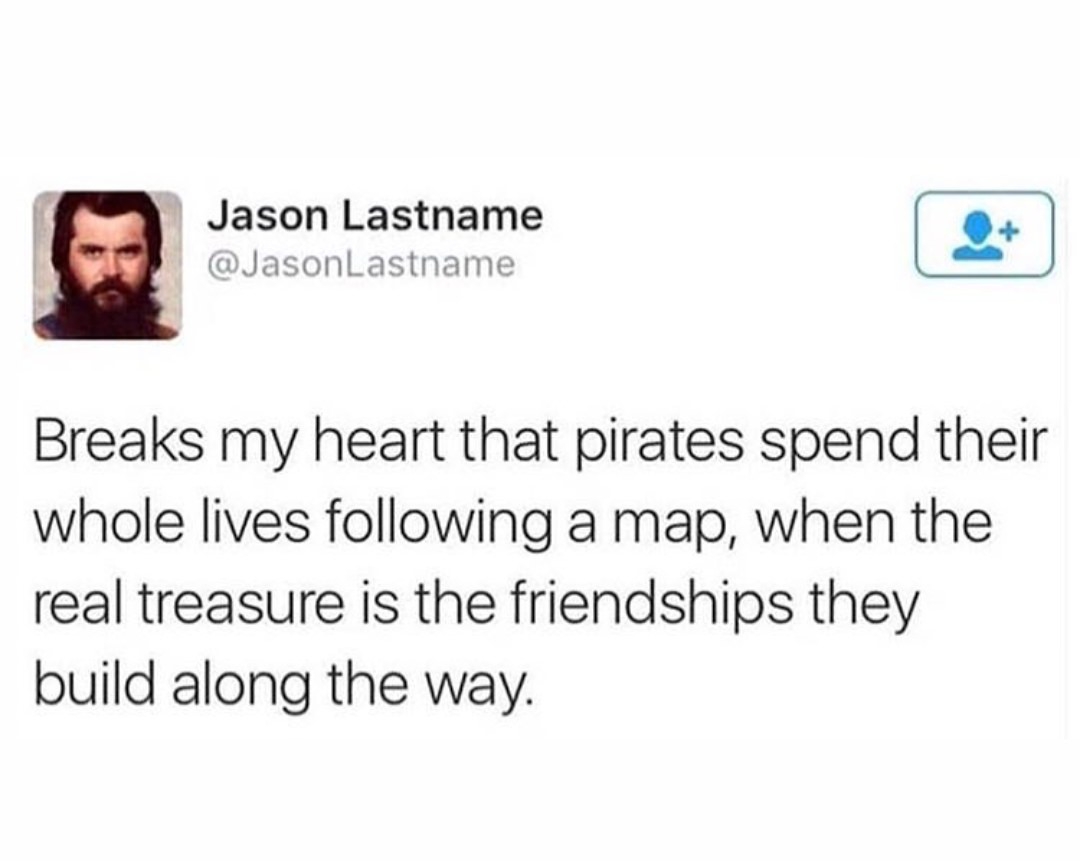 Jason Lastname
@JasonLastname
Breaks my heart that pirates spend their
whole lives following a map, when the
real treasure is the friendships they
build along the way.